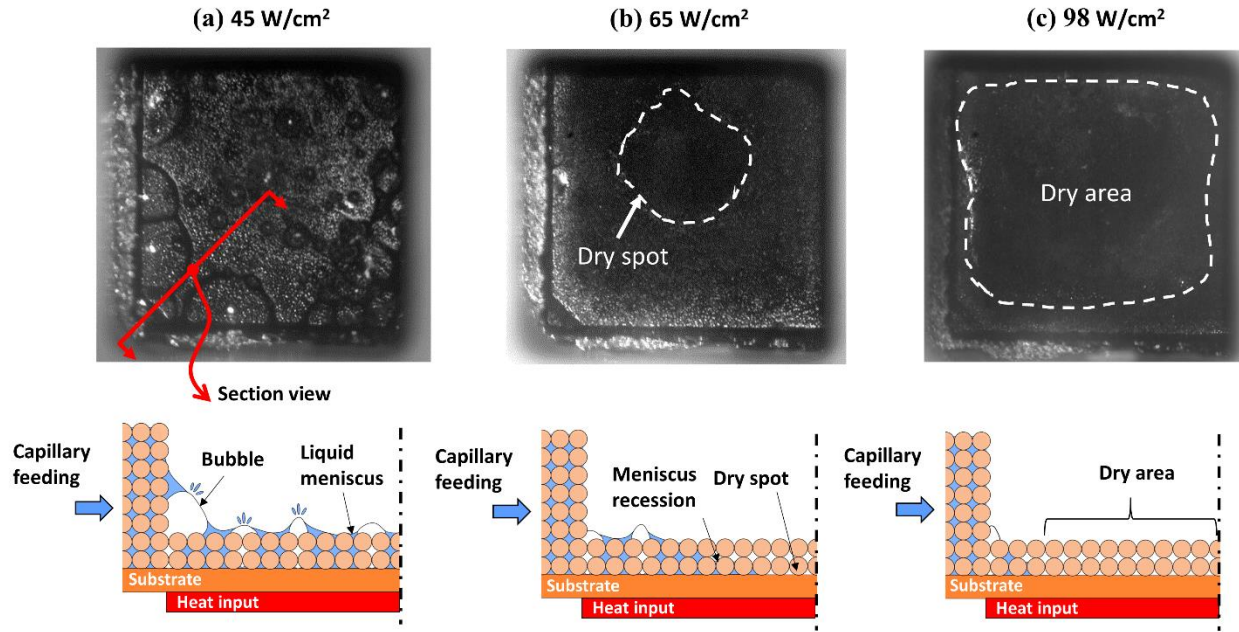 (a) 45 W/cm²
(b) 65 W/cm²
(c) 98 W/cm²
Dry spot
Dry area
Section view
Capillary
feeding
Bubble
Liquid
meniscus
Substrate
Heat input
Capillary
feeding
Meniscus
recession
Dry spot
Substrate
Heat input
Capillary
feeding
Dry area
Substrate
Heat input